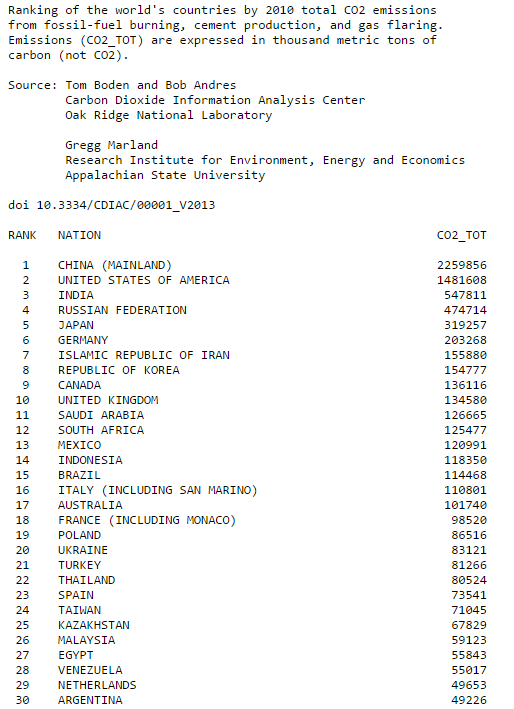 Ranking of the world's countries by 2010 total CO2 emissions
from fossil-fuel burning, cement production, and gas flaring.
Emissions (CO2_TOT) are expressed in thousand metric tons of
carbon (not CO2).
Source: Tom Boden and Bob Andres
Carbon Dioxide Information Analysis Center
Oak Ridge National Laboratory
Gregg Marland
Research Institute for Environment, Energy and Economics
Appalachian State University
doi 10.3334/CDIAC/00001_V2013
RANK NATION CO2_TOT
1 CHINA (MAINLAND) 2259856
2 UNITED STATES OF AMERICA 1481608
3 INDIA 547811
4 RUSSIAN FEDERATION 474714
5 JAPAN 319257
6 GERMANY 203268
7 ISLAMIC REPUBLIC OF IRAN 155880
8 REPUBLIC OF KOREA 154777
9 CANADA 136116
10 UNITED KINGDOM 134580
11 SAUDI ARABIA 126665
12 SOUTH AFRICA 125477
13 MEXICO 120991
14 INDONESIA 118350
15 BRAZIL 114468
16 ITALY (INCLUDING SAN MARINO) 110801
17 AUSTRALIA 101740
18 FRANCE (INCLUDING MONACO) 98520
19 POLAND 86516
20 UKRAINE 83121
21 TURKEY 81266
22 THAILAND 80524
23 SPAIN 73541
24 TAIWAN 71045
25 KAZAKHSTAN 67829
26 MALAYSIA 59123
27 EGYPT 55843
28 VENEZUELA 55017
29 NETHERLANDS 49653
30 ARGENTINA 49226